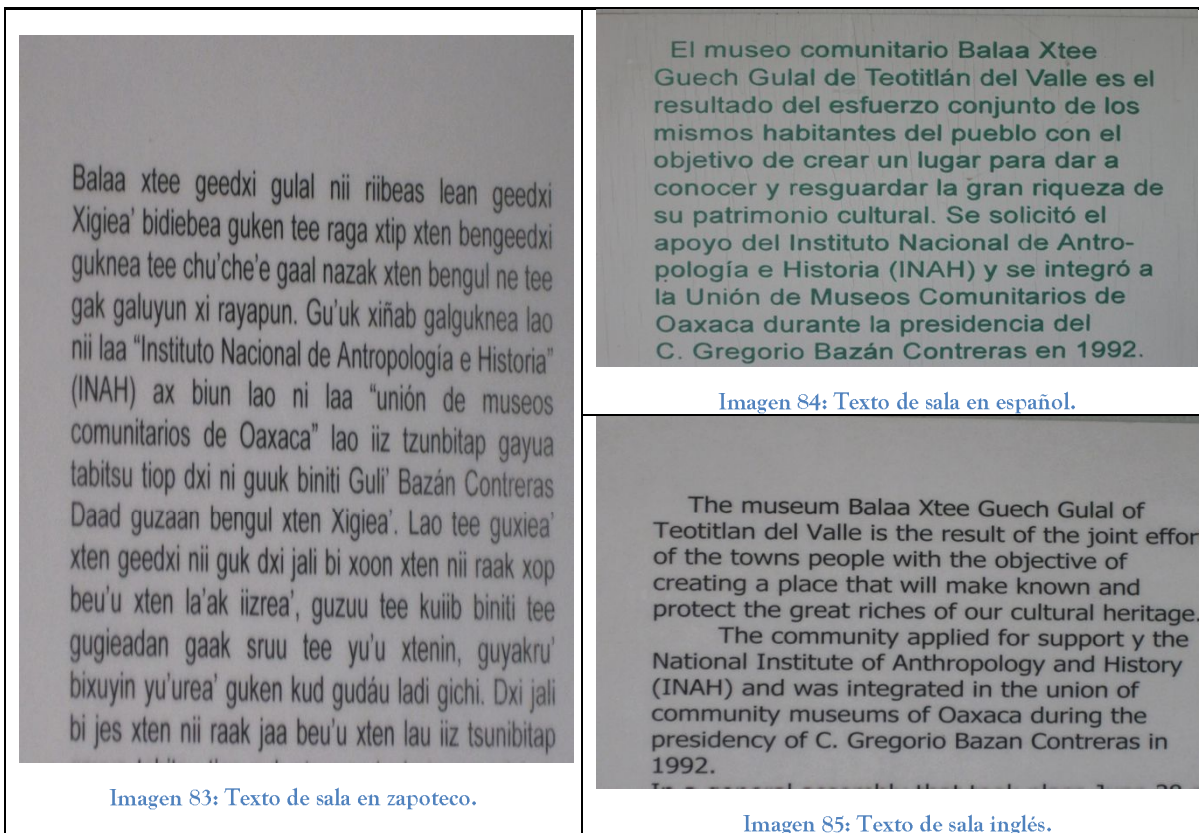 Balaa xtee geedxi gulal nii riibeas lean geedxi
Xigiea' bidiebea guken tee raga xtip xten bengeedxi
guknea tee chu'che'e gaal nazak xten bengul ne tee
gak galuyun xi rayapun. Gu'uk xiñab galguknea lao
nii laa “Instituto Nacional de Antropología e Historia”
(INAH) ax biun lao ni laa “unión de museos
comunitarios de Oaxaca” lao iiz tzunbitap gayua
tabitsu tiop dxi ni guuk biniti Guli' Bazán Contreras
Daad guzaan bengul xten Xigiea'. Lao tee guxiea'
xten geedxi nii guk dxi jali bi xoon xten nii raak xop
beu'u xten la'ak iizrea', guzuu tee kuiib biniti tee
gugieadan gaak sruu tee yu'u xtenin, guyakru'
bixuyin yu'urea' guken kud gudáu ladi gichi. Dxi jali
bi jes xten nii raak jaa beu'u xten lau iiz tsunibitap
Imagen 83: Texto de sala en zapoteco.
El museo comunitario Balaa Xtee
Guech Gulal de Teotitlán del Valle es el
resultado del esfuerzo conjunto de los
mismos habitantes del pueblo con el
objetivo de crear un lugar para dar a
conocer y resguardar la gran riqueza de
su patrimonio cultural. Se solicitó el
apoyo del Instituto Nacional de Antro-
pología e Historia (INAH) y se integró a
la Unión de Museos Comunitarios de
Oaxaca durante la presidencia del
C. Gregorio Bazán Contreras en 1992.
Imagen 84: Texto de sala en español.
The museum Balaa Xtee Guech Gulal of
Teotitlan del Valle is the result of the joint effor
of the towns people with the objective of
creating a place that will make known and
protect the great riches of our cultural heritage.
The community applied for support y the
National Institute of Anthropology and History
(INAH) and was integrated in the union of
community museums of Oaxaca during the
presidency of C. Gregorio Bazan Contreras in
1992.
Imagen 85: Texto de sala inglés.